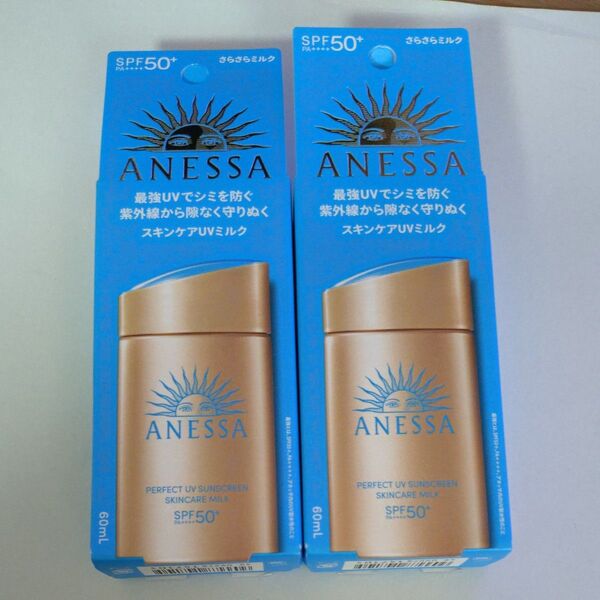 SPF50+
PA++++
さらさらミルク
ANESSA
最強UVでシミを防ぐ
紫外線から隙なく守りぬく
スキンケアUVミルク
ANESSA
PERFECT UV SUNSCREEN
SKINCARE MILK
SPF50+
PA++++
60mL
SPF50+
PA++++
さらさらミルク
ANESSA
最強UVでシミを防ぐ
紫外線から隙なく守りぬく
スキンケアUVミルク
ANESSA
PERFECT UV SUNSCREEN
SKINCARE MILK
SPF50+
PA++++
60mL